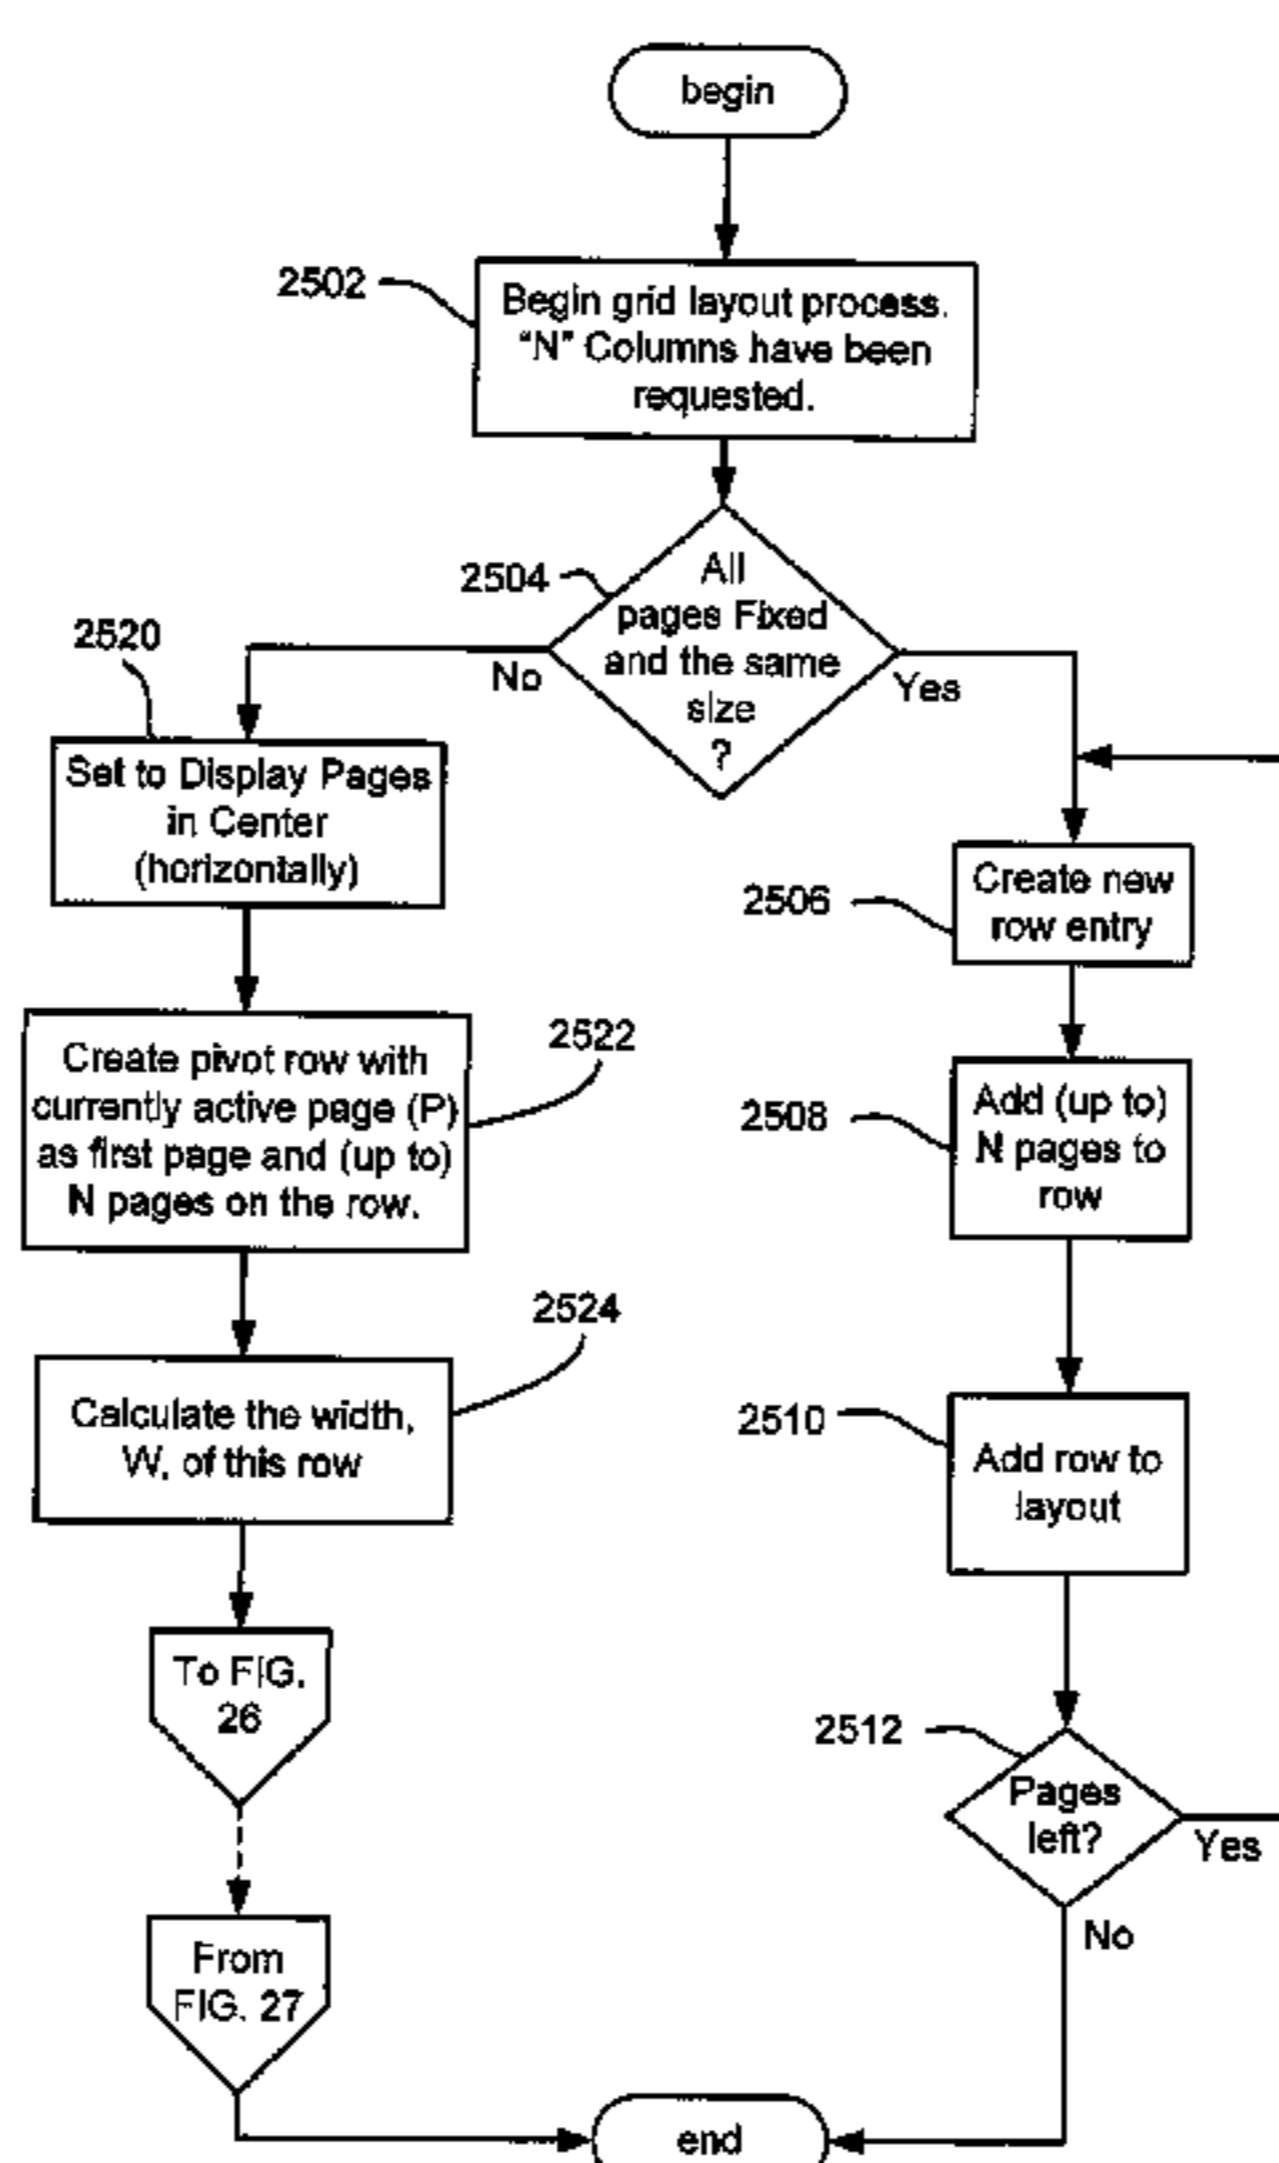 begin
2502
Begin grid layout process.
"N" Columns have been
requested.
2504
All
pages Fixed
and the same
size
?
No
Yes
2520
Set to Display Pages
in Center
(horizontally)
2506
Create new
row entry
2522
Create pivot row with
currently active page (P)
as first page and (up to)
N pages on the row.
2508
Add (up to)
N pages to
row
2524
Calculate the width,
W, of this row
2510
Add row to
layout
To FIG.
26
2512
Pages
left?
Yes
No
From
FIG. 27
end